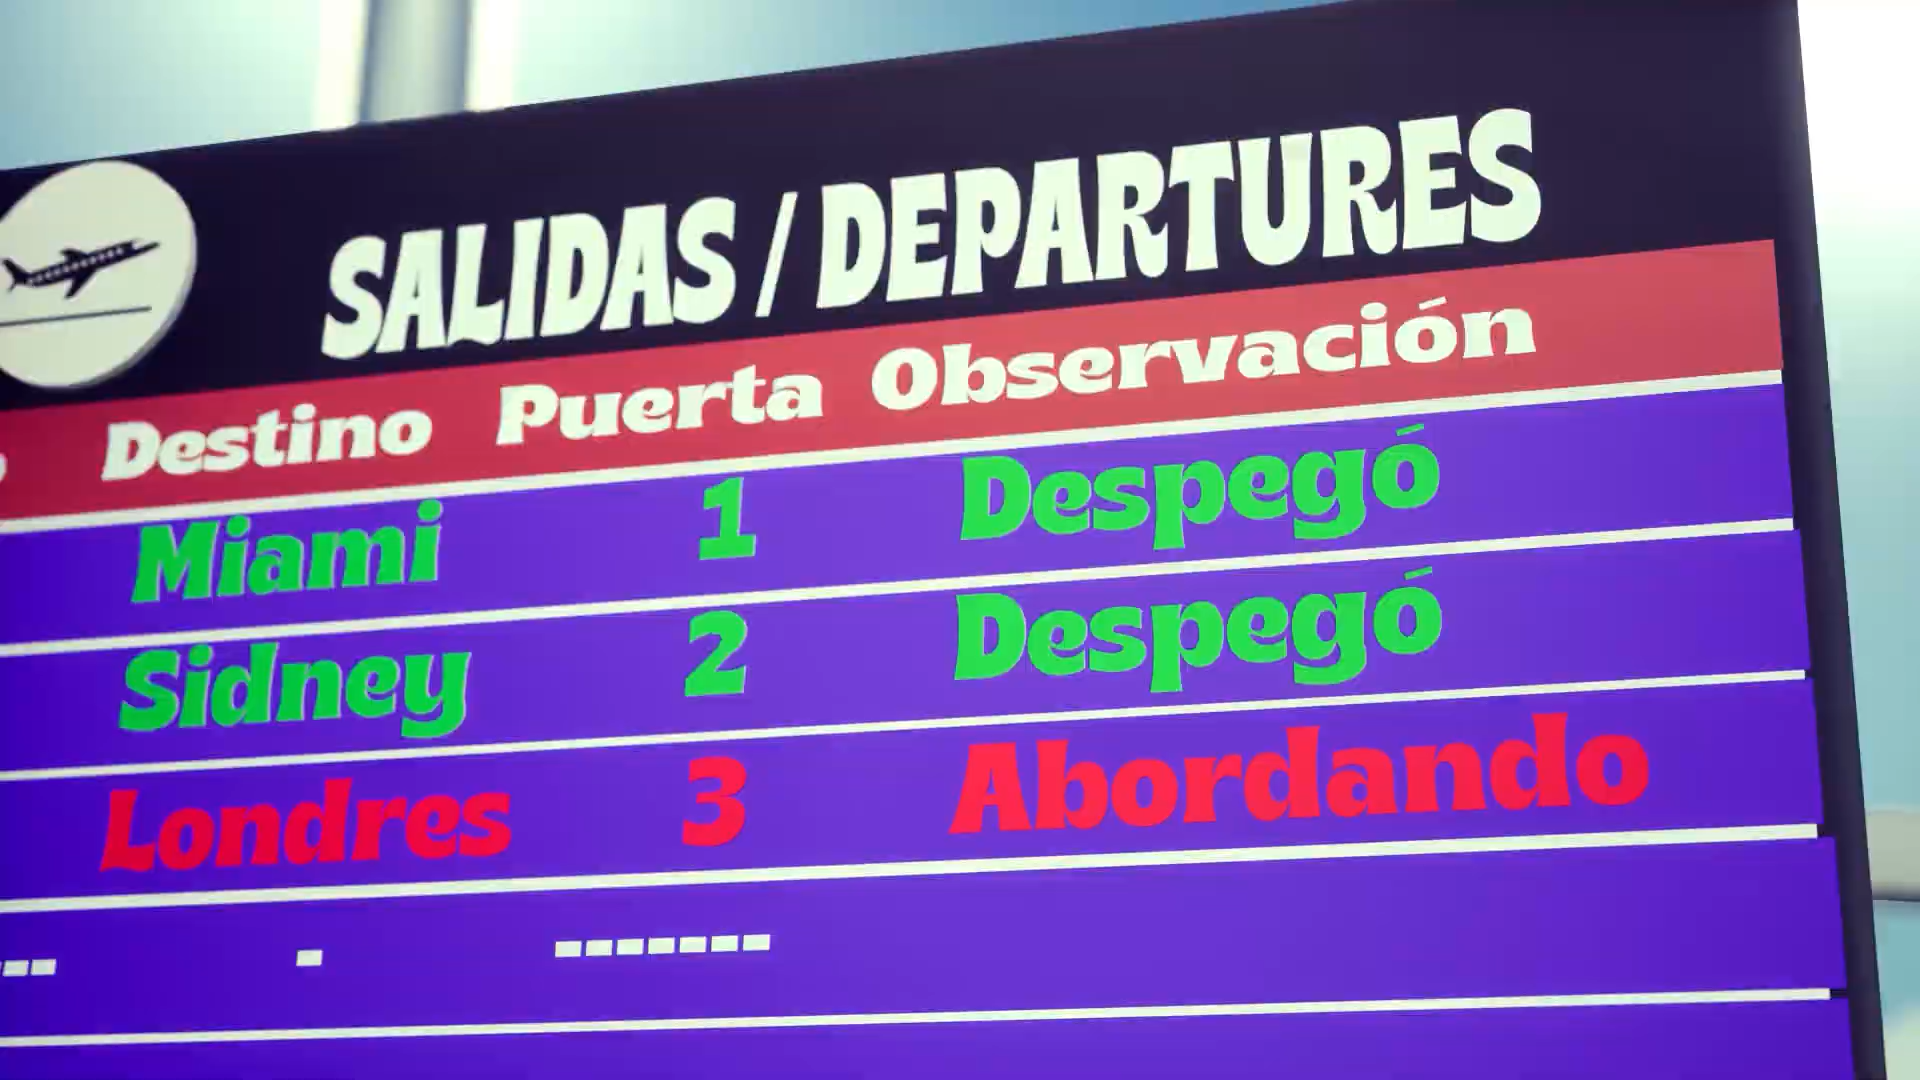 SALIDAS / DEPARTURES
Destino Puerta Observación
Miami 1 Despegó
Sidney 2 Despegó
Londres 3 Abordando